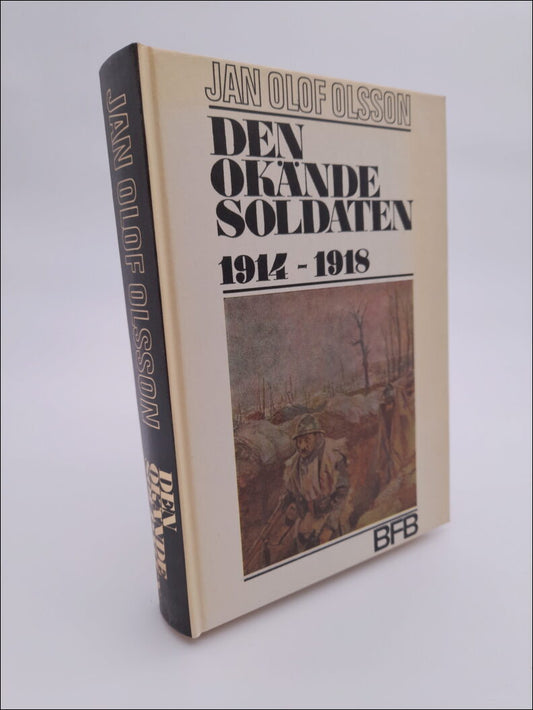 JAN OLOF OLSSON
DEN
OKÄNDE
SOLDATEN
1914 - 1918
BFB
JAN OLOF OLSSON
DEN
OKÄNDE